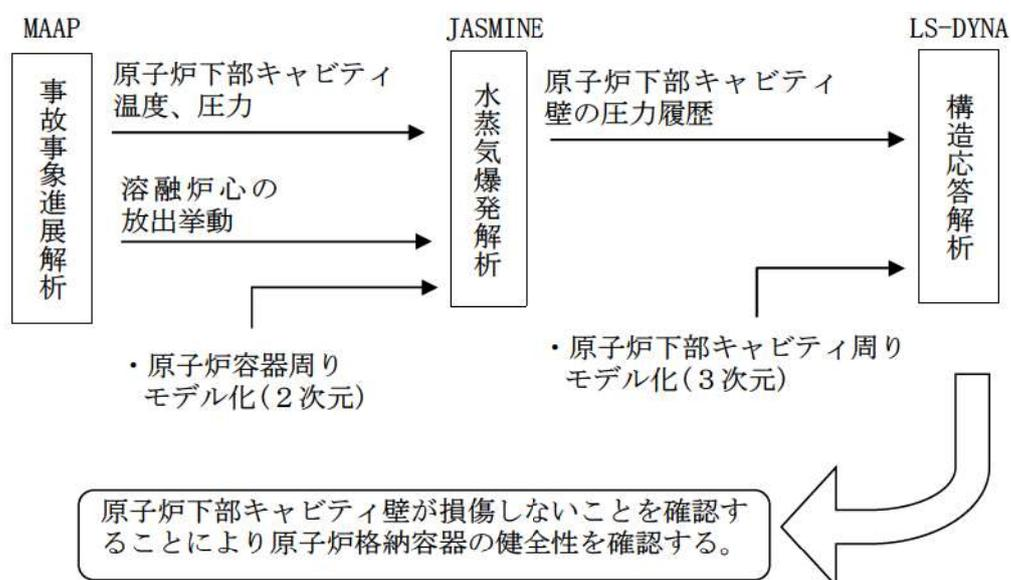 MAAP
事故事象進展解析
原子炉下部キャビティ
温度、圧力
溶融炉心の
放出挙動
・原子炉容器周り
モデル化(２次元)
JASMINE
水蒸気爆発解析
原子炉下部キャビティ
壁の圧力履歴
・原子炉下部キャビティ周り
モデル化(３次元)
LS-DYNA
構造応答解析
原子炉下部キャビティ壁が損傷しないことを確認す
ることにより原子炉格納容器の健全性を確認する。